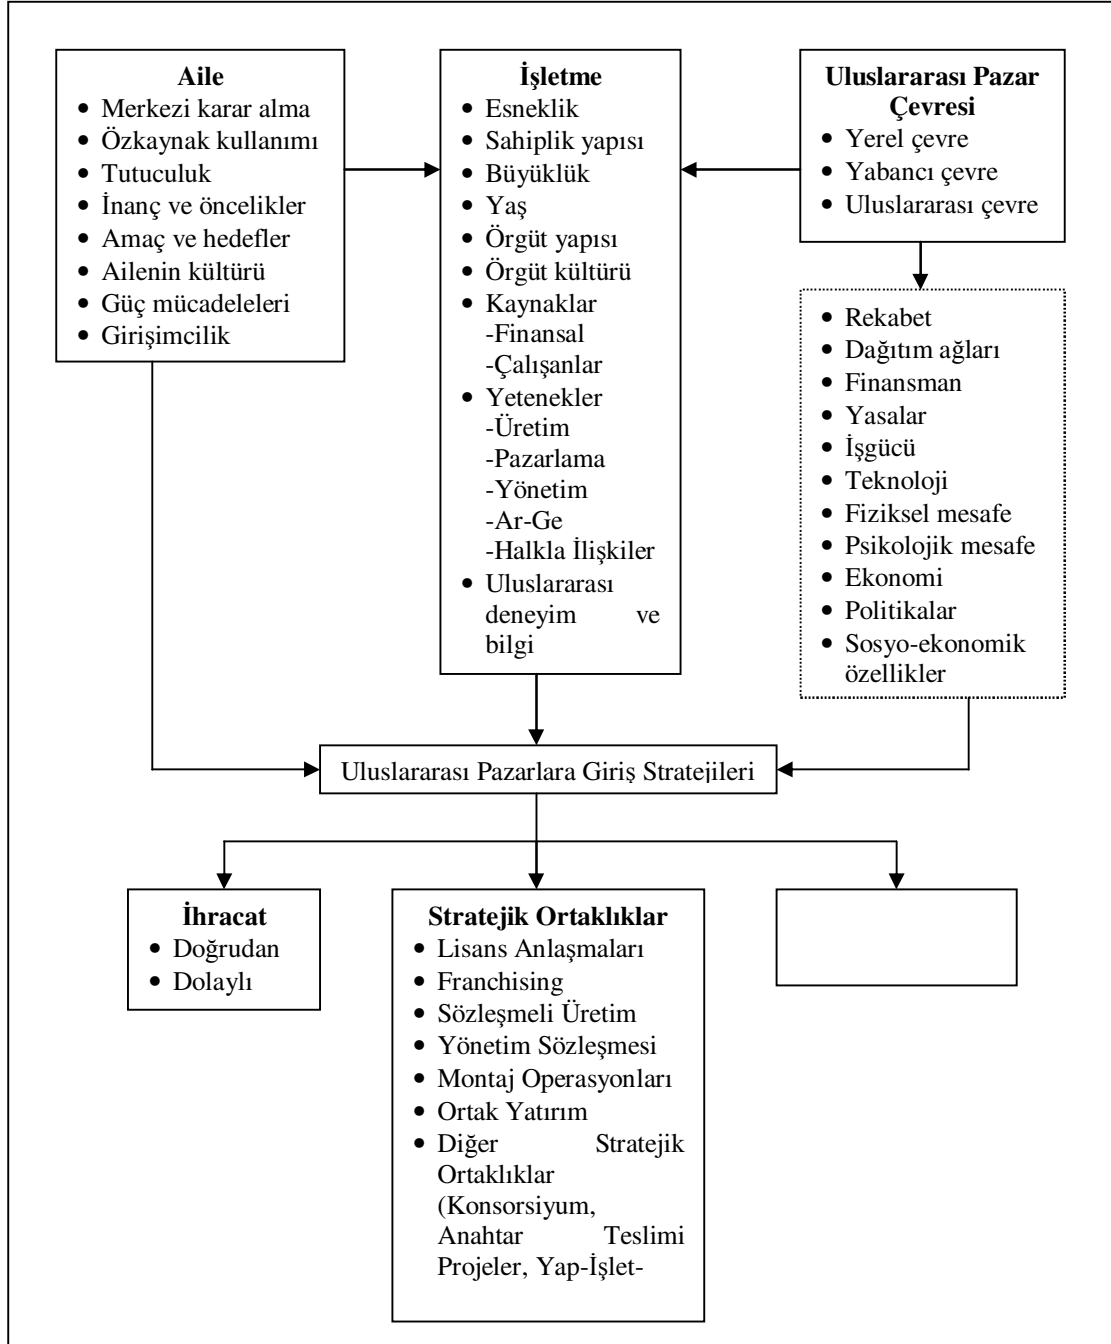 Aile
• Merkezi karar alma
• Özkaynak kullanımı
• Tutuculuk
• İnanç ve öncelikler
• Amaç ve hedefler
• Ailenin kültürü
• Güç mücadeleleri
• Girişimcilik
İşletme
• Esneklik
• Sahiplik yapısı
• Büyüklük
• Yaş
• Örgüt yapısı
• Örgüt kültürü
• Kaynaklar
-Finansal
-Çalışanlar
• Yetenekler
-Üretim
-Pazarlama
-Yönetim
-Ar-Ge
-Halkla İlişkiler
• Uluslararası
deneyim ve
bilgi
Uluslararası Pazar
Çevresi
• Yerel çevre
• Yabancı çevre
• Uluslararası çevre
• Rekabet
• Dağıtım ağları
• Finansman
• Yasalar
• İşgücü
• Teknoloji
• Fiziksel mesafe
• Psikolojik mesafe
• Ekonomi
• Politikalar
• Sosyo-ekonomik
özellikler
Uluslararası Pazarlara Giriş Stratejileri
İhracat
• Doğrudan
• Dolaylı
Stratejik Ortaklıklar
• Lisans Anlaşmaları
• Franchising
• Sözleşmeli Üretim
• Yönetim Sözleşmesi
• Montaj Operasyonları
• Ortak Yatırım
• Diğer Stratejik
Ortaklıklar
(Konsorsiyum,
Anahtar Teslimi
Projeler, Yap-İşlet-